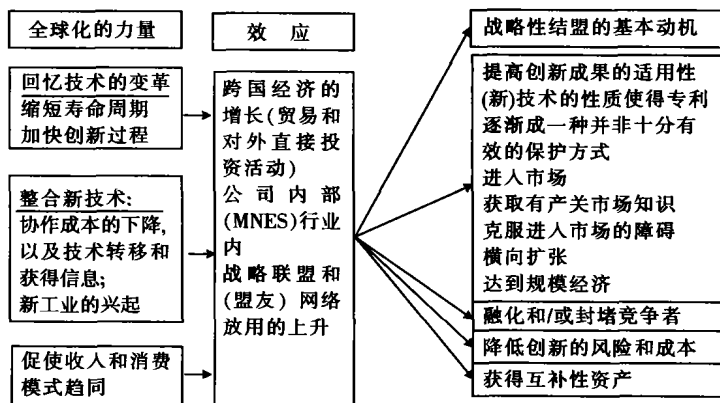 全球化的力量
回忆技术的变革
缩短寿命周期
加快创新过程
整合新技术:
协作成本的下降,
以及技术转移和
获得信息;
新工业的兴起
促使收入和消费
模式趋同
效 应
跨国经济的
增长(贸易和
对外直接投
资活动)
公司内部
(MNES)行业
内
战略联盟和
(盟友) 网络
放用的上升
战略性结盟的基本动机
提高创新成果的适用性
(新)技术的性质使得专利
逐渐成一种并非十分有
效的保护方式
进入市场
获取有产关市场知识
克服进入市场的障碍
横向扩张
达到规模经济
融化和/或封堵竞争者
降低创新的风险和成本
获得互补性资产